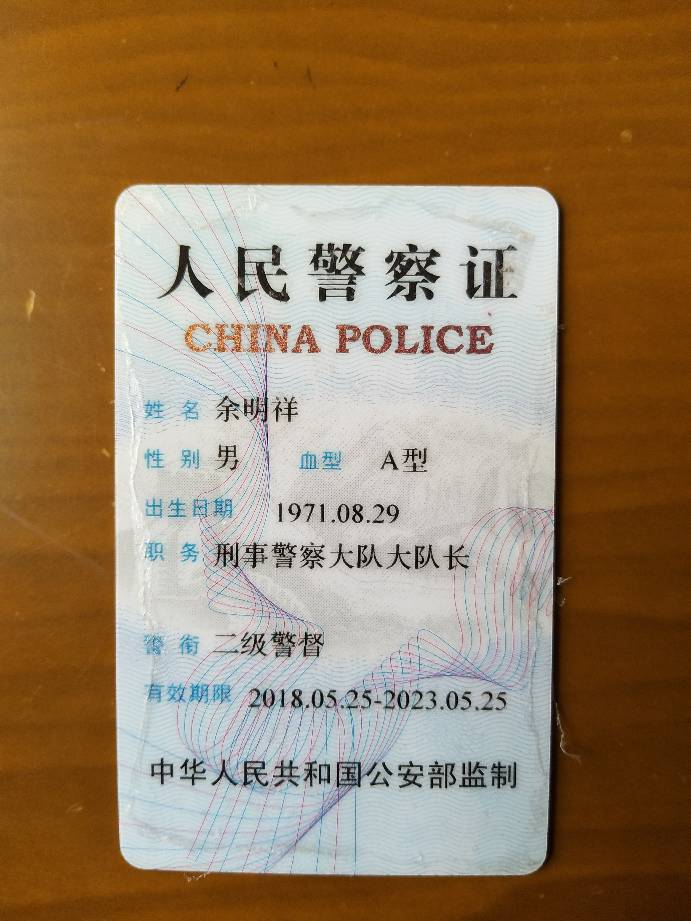 人民警察证
CHINA POLICE
姓名 余明祥
性别 男 血型 A型
出生日期 1971.08.29
职务 刑事警察大队大队长
警衔 二级警督
有效期限 2018.05.25-2023.05.25
中华人民共和国公安部监制